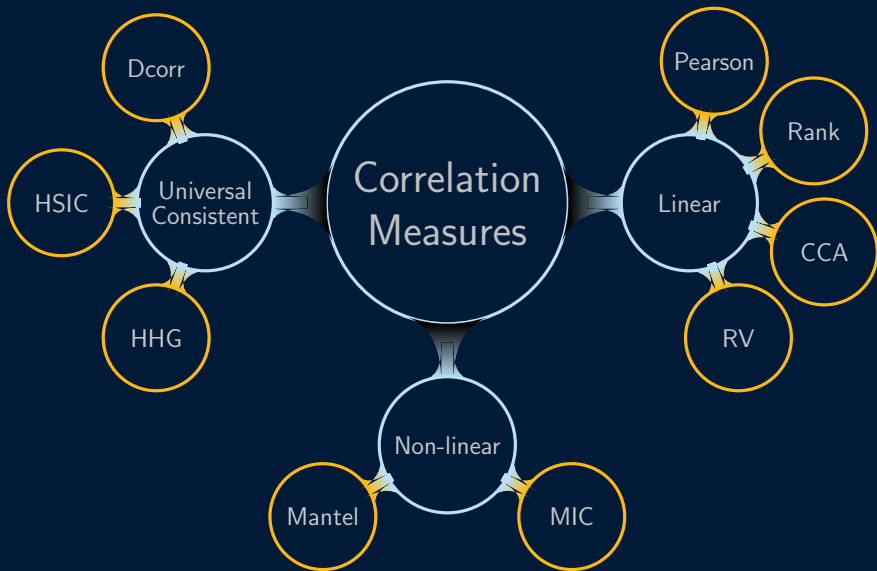 Correlation
Measures
Universal
Consistent
Dcorr
HSIC
HHG
Linear
Pearson
Rank
CCA
RV
Non-linear
Mantel
MIC